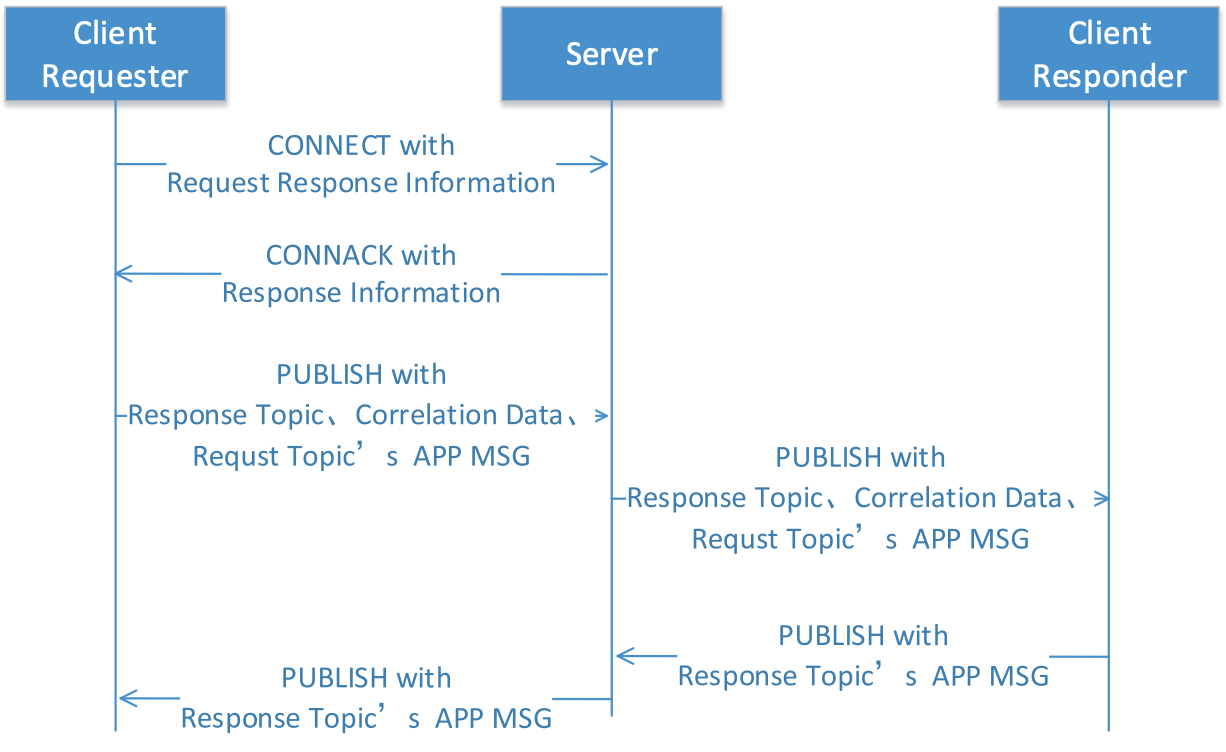 Client
Requester
Server
Client
Responder
CONNECT with
Request Response Information
CONNACK with
Response Information
PUBLISH with
Response Topic、Correlation Data、
Requst Topic’s APP MSG
PUBLISH with
Response Topic、Correlation Data、
Requst Topic’s APP MSG
PUBLISH with
Response Topic’s APP MSG
PUBLISH with
Response Topic’s APP MSG